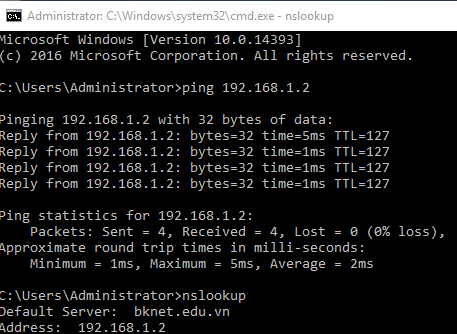 Administrator: C:\Windows\system32\cmd.exe - nslookup
Microsoft Windows [Version 10.0.14393]
(c) 2016 Microsoft Corporation. All rights reserved.
C:\Users\Administrator>ping 192.168.1.2
Pinging 192.168.1.2 with 32 bytes of data:
Reply from 192.168.1.2: bytes=32 time=5ms TTL=127
Reply from 192.168.1.2: bytes=32 time=1ms TTL=127
Reply from 192.168.1.2: bytes=32 time=1ms TTL=127
Reply from 192.168.1.2: bytes=32 time=1ms TTL=127
Ping statistics for 192.168.1.2:
Packets: Sent = 4, Received = 4, Lost = 0 (0% loss),
Approximate round trip times in milli-seconds:
Minimum = 1ms, Maximum = 5ms, Average = 2ms
C:\Users\Administrator>nslookup
Default Server:  bknet.edu.vn
Address:  192.168.1.2